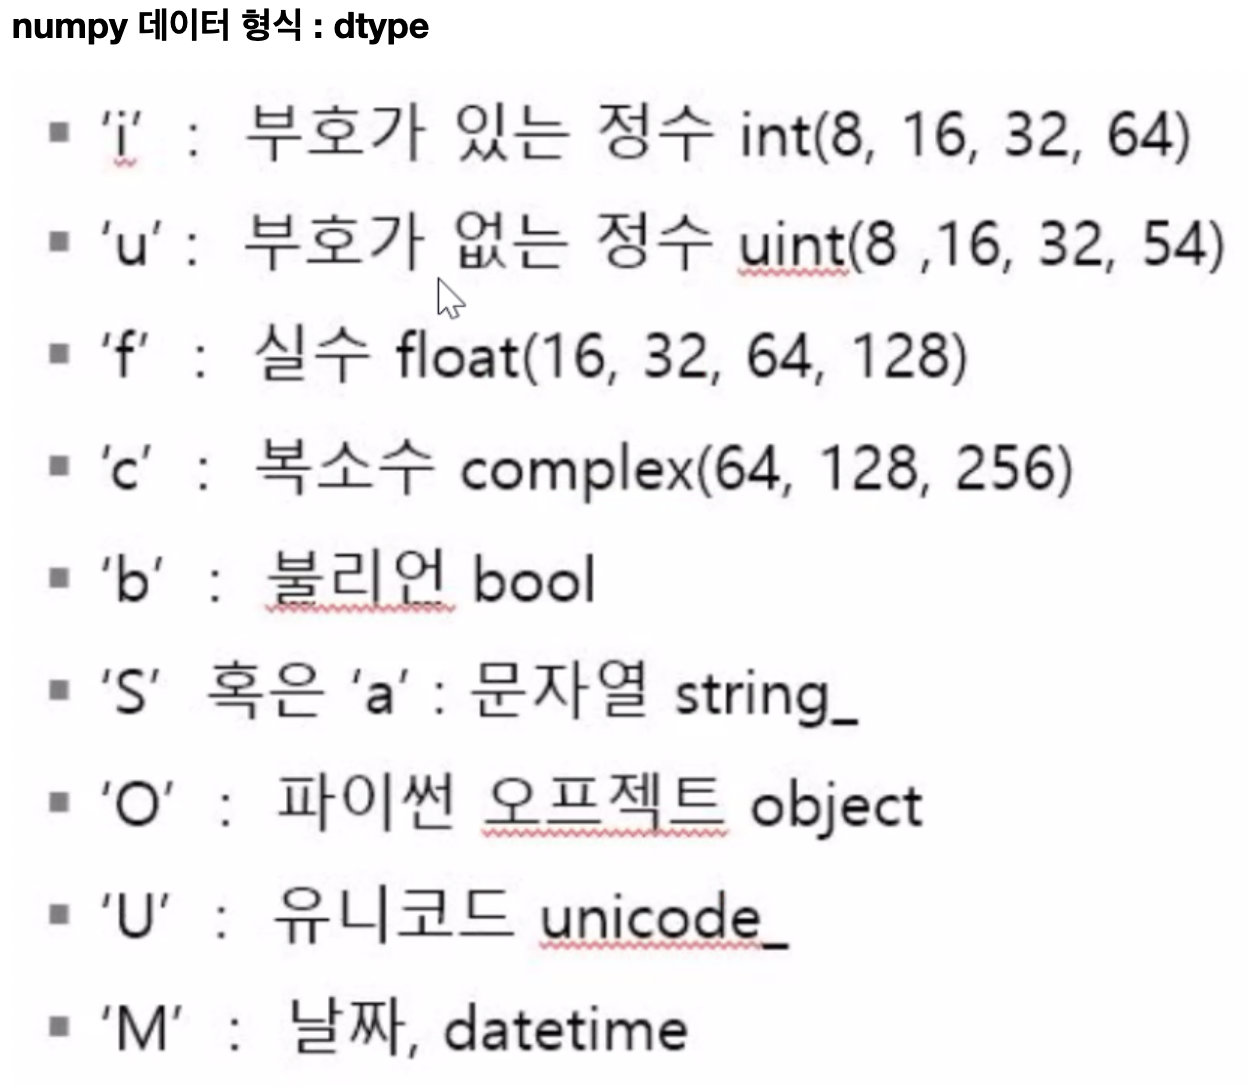 numpy 데이터 형식 : dtype
▪ 'i' : 부호가 있는 정수 int(8, 16, 32, 64)
▪ 'u' : 부호가 없는 정수 uint(8 ,16, 32, 54)
▪ 'f' : 실수 float(16, 32, 64, 128)
▪ 'c' : 복소수 complex(64, 128, 256)
▪ 'b' : 불리언 bool
▪ 'S' 혹은 'a' : 문자열 string_
▪ 'O' : 파이썬 오프젝트 object
▪ 'U' : 유니코드 unicode_
▪ 'M' : 날짜, datetime